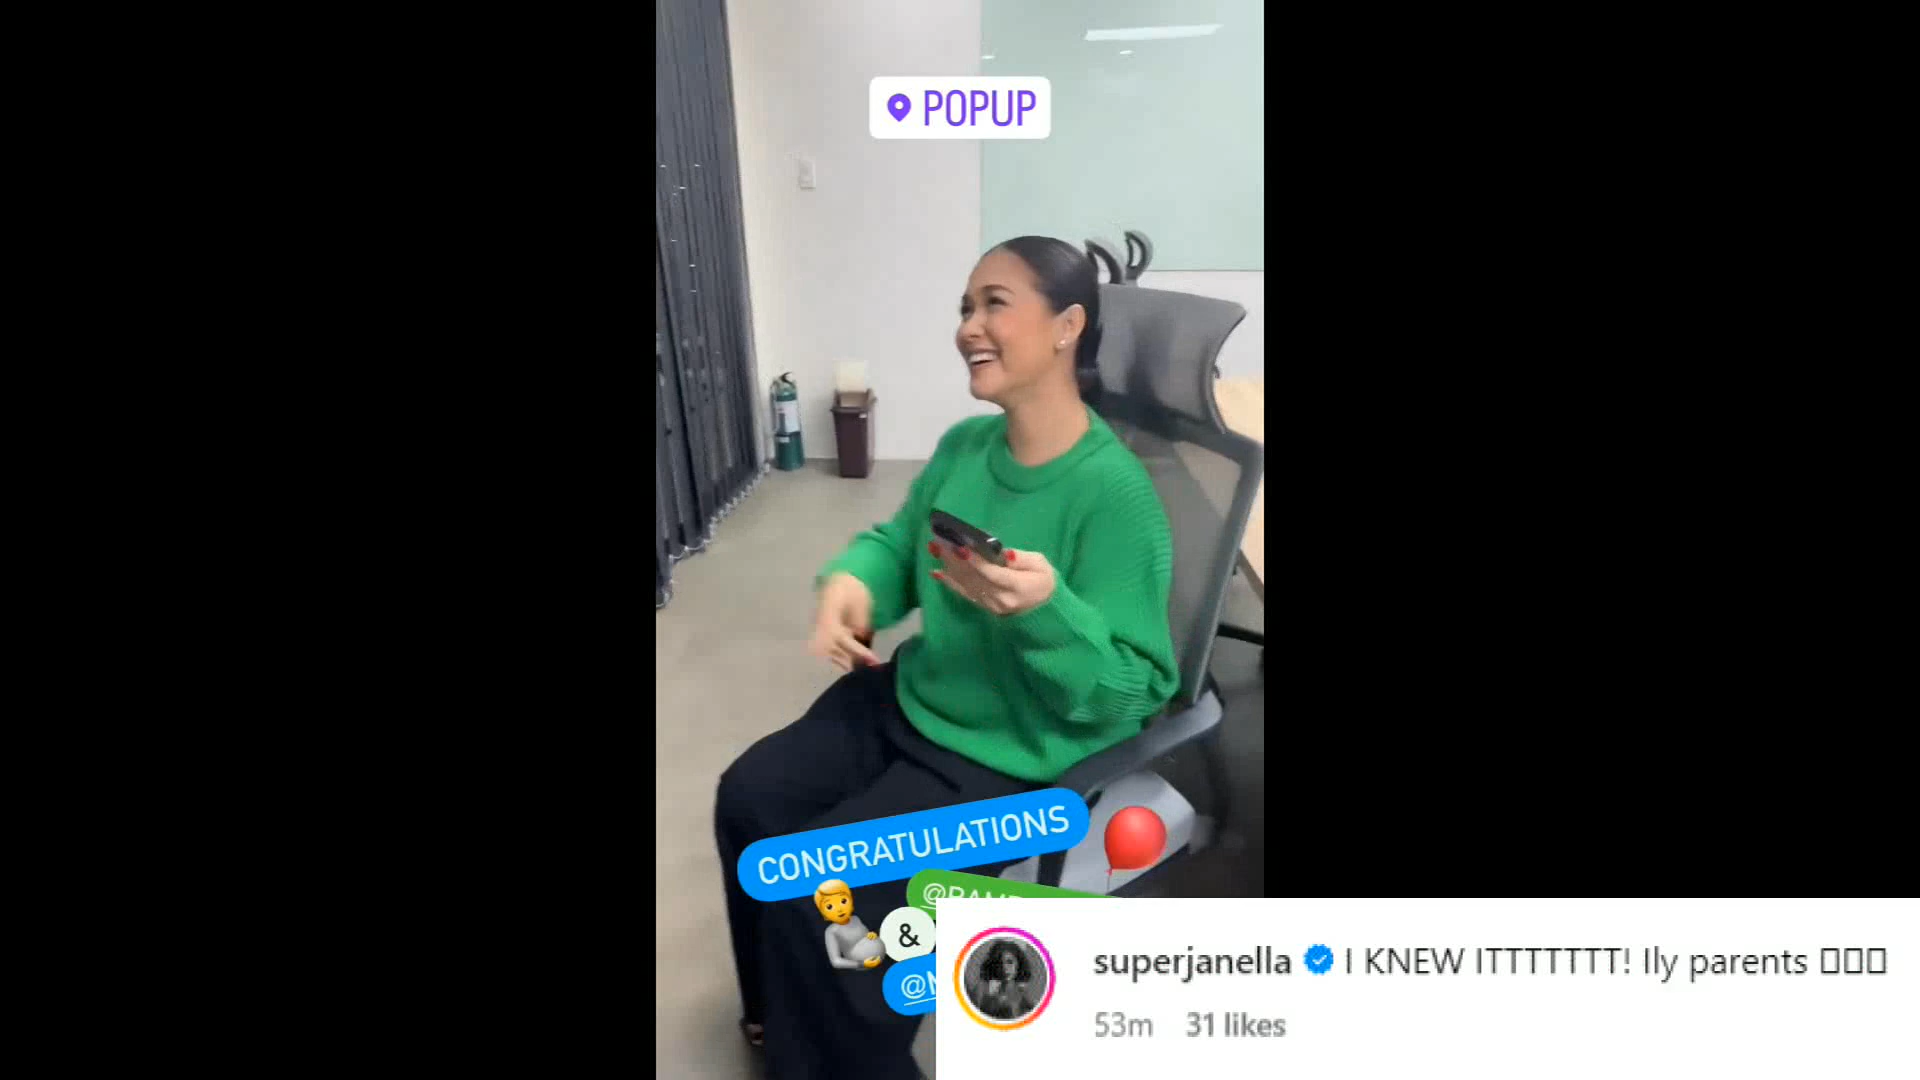 POPUP
CONGRATULATIONS
&
superjanella I KNEW ITTTTTTT! Ily parents
53m 31 likes